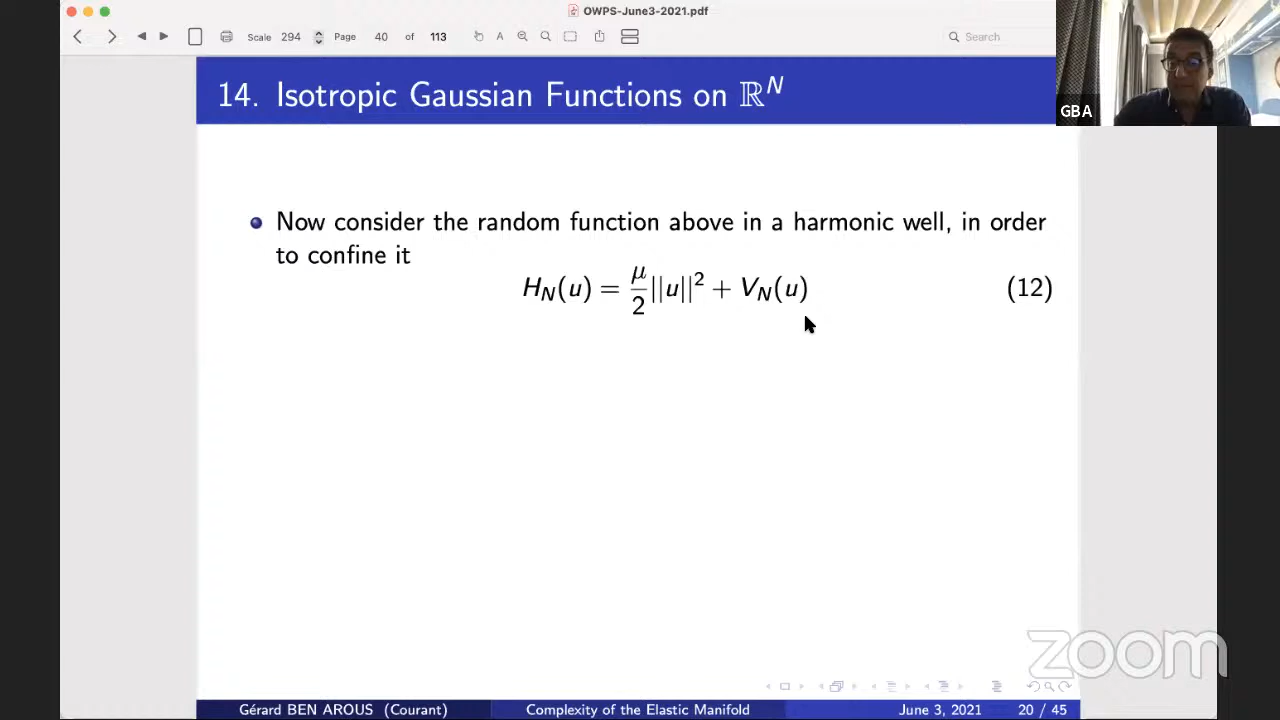 OWPS-June3-2021.pdf
Scale 294 Page 40 of 113 Search
GBA
14. Isotropic Gaussian Functions on ℝ^N
Now consider the random function above in a harmonic well, in order
to confine it
H_N(u) = μ/2 ||u||² + V_N(u) (12)
zoom
Gérard BEN AROUS (Courant) Complexity of the Elastic Manifold June 3, 2021 20 / 45